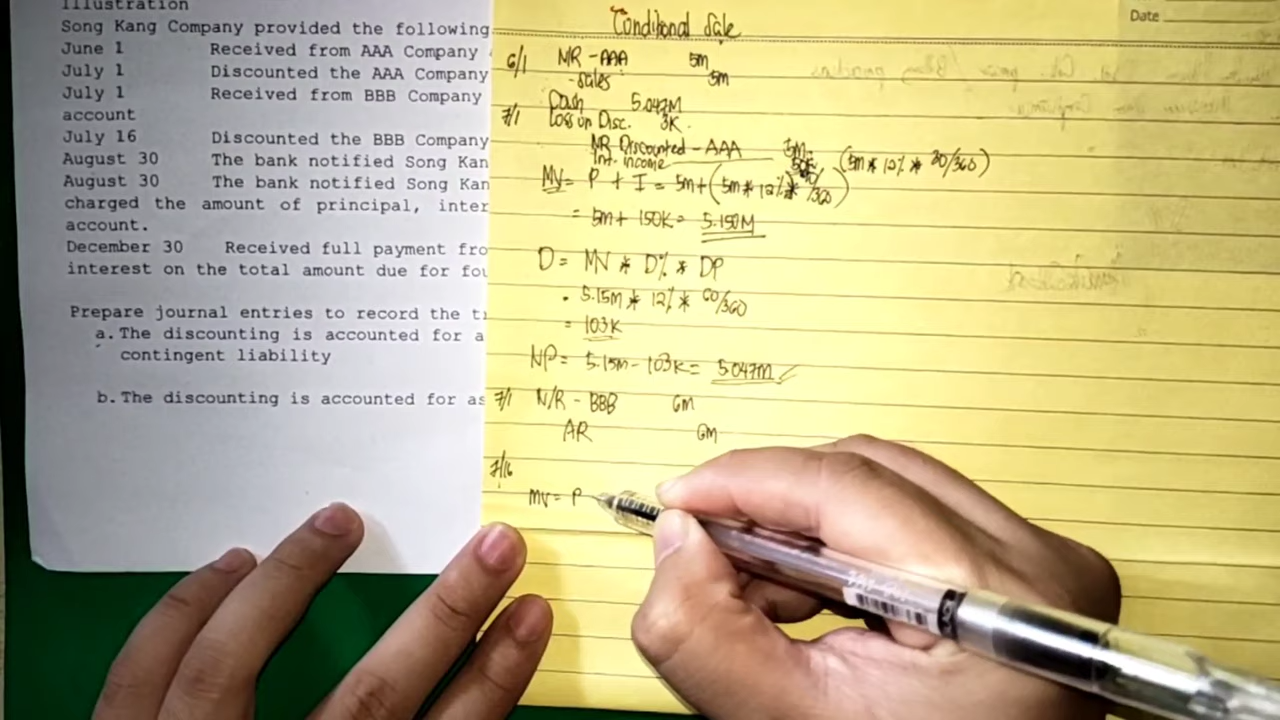 Illustration
Song Kang Company provided the following
June 1 Received from AAA Company
July 1 Discounted the AAA Company
July 1 Received from BBB Company
account
July 16 Discounted the BBB Company
August 30 The bank notified Song Kan
August 30 The bank notified Song Kan
charged the amount of principal, inter
account.
December 30 Received full payment fro
interest on the total amount due for fou
Prepare journal entries to record the t
a. The discounting is accounted for a
contingent liability
b. The discounting is accounted for as
Date
Conditional Sale
6/1 NR - AAA 5m
-sales 5m
7/1 Cash 5.047M
Loss on Disc. 3K
NR Discounted - AAA 5m
Int. income 50K (5m * 12% * 30/360)
MV = P + I = 5m + (5m * 12% * 90/360)
= 5m + 150K = 5.150M
D = MV * D% * DP
= 5.15m * 12% * 60/360
= 103K
NP = 5.15m - 103K = 5.047M
7/1 N/R - BBB 6m
AR 6m
7/16
MV = P